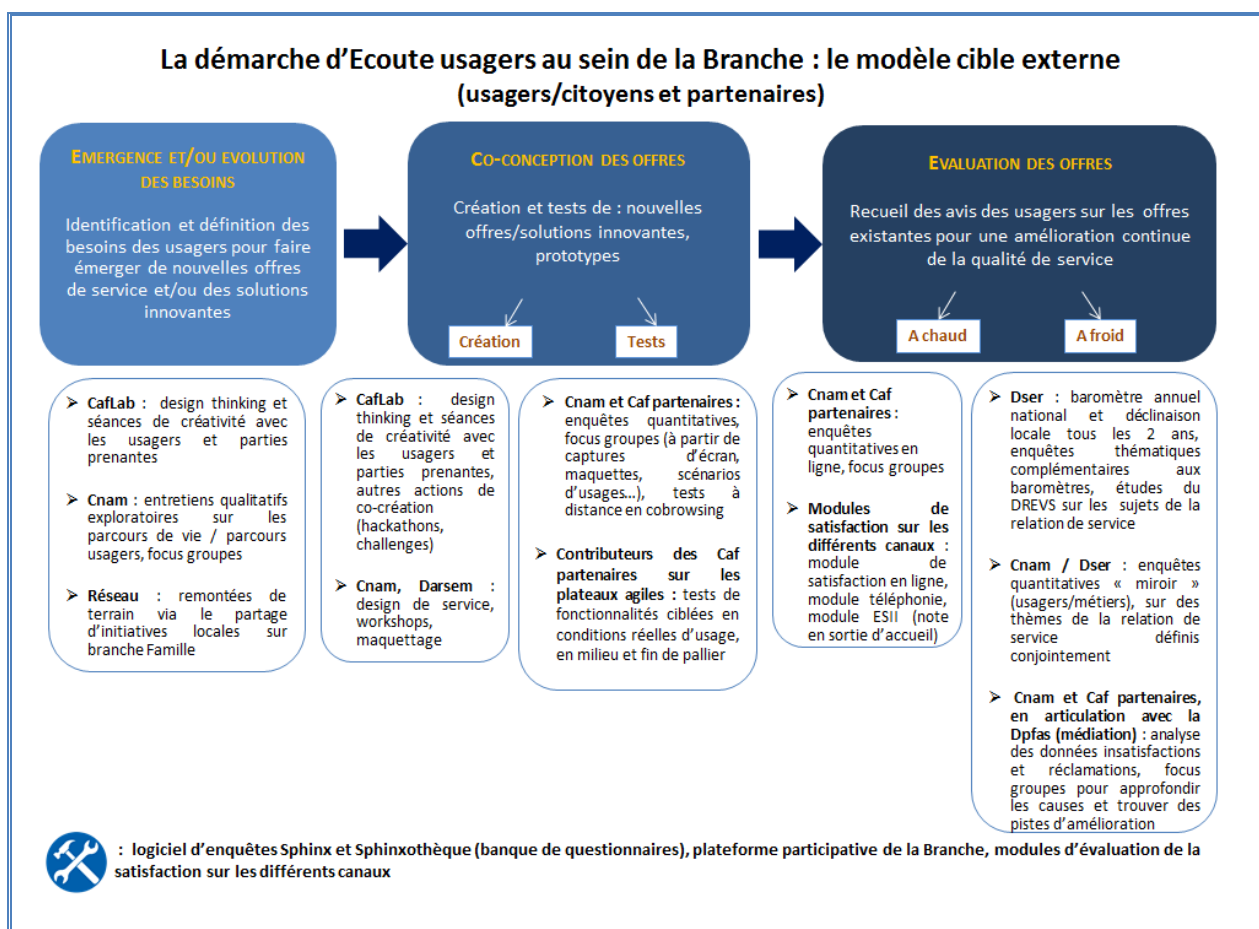 La démarche d’Ecoute usagers au sein de la Branche : le modèle cible externe
(usagers/citoyens et partenaires)
EMERGENCE ET/OU EVOLUTION
DES BESOINS
Identification et définition des
besoins des usagers pour faire
émerger de nouvelles offres
de service et/ou des solutions
innovantes
CO-CONCEPTION DES OFFRES
Création et tests de : nouvelles
offres/solutions innovantes,
prototypes
Création
Tests
EVALUATION DES OFFRES
Recueil des avis des usagers sur les offres
existantes pour une amélioration continue
de la qualité de service
A chaud
A froid
➢ CafLab : design thinking et
séances de créativité avec
les usagers et parties
prenantes
➢ Cnam : entretiens qualitatifs
exploratoires sur les
parcours de vie / parcours
usagers, focus groupes
➢ Réseau : remontées de
terrain via le partage
d’initiatives locales sur
branche Famille
➢ CafLab : design
thinking et séances
de créativité avec
les usagers et
parties prenantes,
autres actions de
co-création
(hackathons,
challenges)
➢ Cnam, Darsem :
design de service,
workshops,
maquettage
➢ Cnam et Caf partenaires :
enquêtes quantitatives,
focus groupes (à partir de
captures d’écran,
maquettes, scénarios
d’usages…), tests à
distance en cobrowsing
➢ Contributeurs des Caf
partenaires sur les
plateaux agiles : tests de
fonctionnalités ciblées en
conditions réelles d’usage,
en milieu et fin de pallier
➢ Cnam et Caf
partenaires :
enquêtes
quantitatives en
ligne, focus groupes
➢ Modules de
satisfaction sur les
différents canaux :
module de
satisfaction en ligne,
module téléphonie,
module ESII (note
en sortie d’accueil)
➢ Dser : baromètre annuel
national et déclinaison
locale tous les 2 ans,
enquêtes thématiques
complémentaires aux
baromètres, études du
DREVS sur les sujets de la
relation de service
➢ Cnam / Dser : enquêtes
quantitatives « miroir »
(usagers/métiers), sur des
thèmes de la relation de
service définis
conjointement
➢ Cnam et Caf partenaires,
en articulation avec la
Dpfas (médiation) : analyse
des données insatisfactions
et réclamations, focus
groupes pour approfondir
les causes et trouver des
pistes d’amélioration
: logiciel d’enquêtes Sphinx et Sphinxothèque (banque de questionnaires), plateforme participative de la Branche, modules d’évaluation de la
satisfaction sur les différents canaux